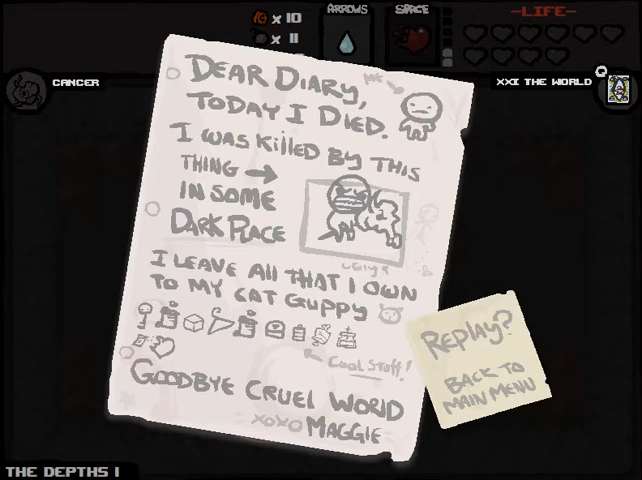 x 10
ARROWS
SPACE
-LIFE-
x 11
CANCER
XXI THE WORLD
DEAR DIARY,
ME
TODAY I DIED.
I WAS KILLED BY THIS
THING
IN SOME
DARK PLACE
I LEAVE ALL THAT I OWN
TO MY CAT GUPPY
COOL STUFF!
GOODBYE CRUEL WORLD
XOXO MAGGIE
REPLAY?
BACK TO
MAIN MENU
THE DEPTHS I